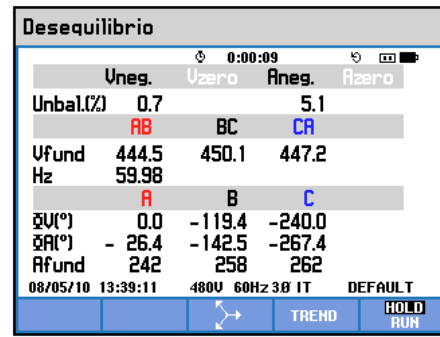 Desequilibrio
0:00:09
Vneg. Vzero Aneg. Azero
Unbal.(%) 0.7 5.1
AB BC CA
Vfund 444.5 450.1 447.2
Hz 59.98
A B C
ΦV(°) 0.0 -119.4 -240.0
ΦA(°) - 26.4 -142.5 -267.4
Afund 242 258 262
08/05/10 13:39:11 480V 60Hz 3Ø IT DEFAULT
TREND HOLD
RUN